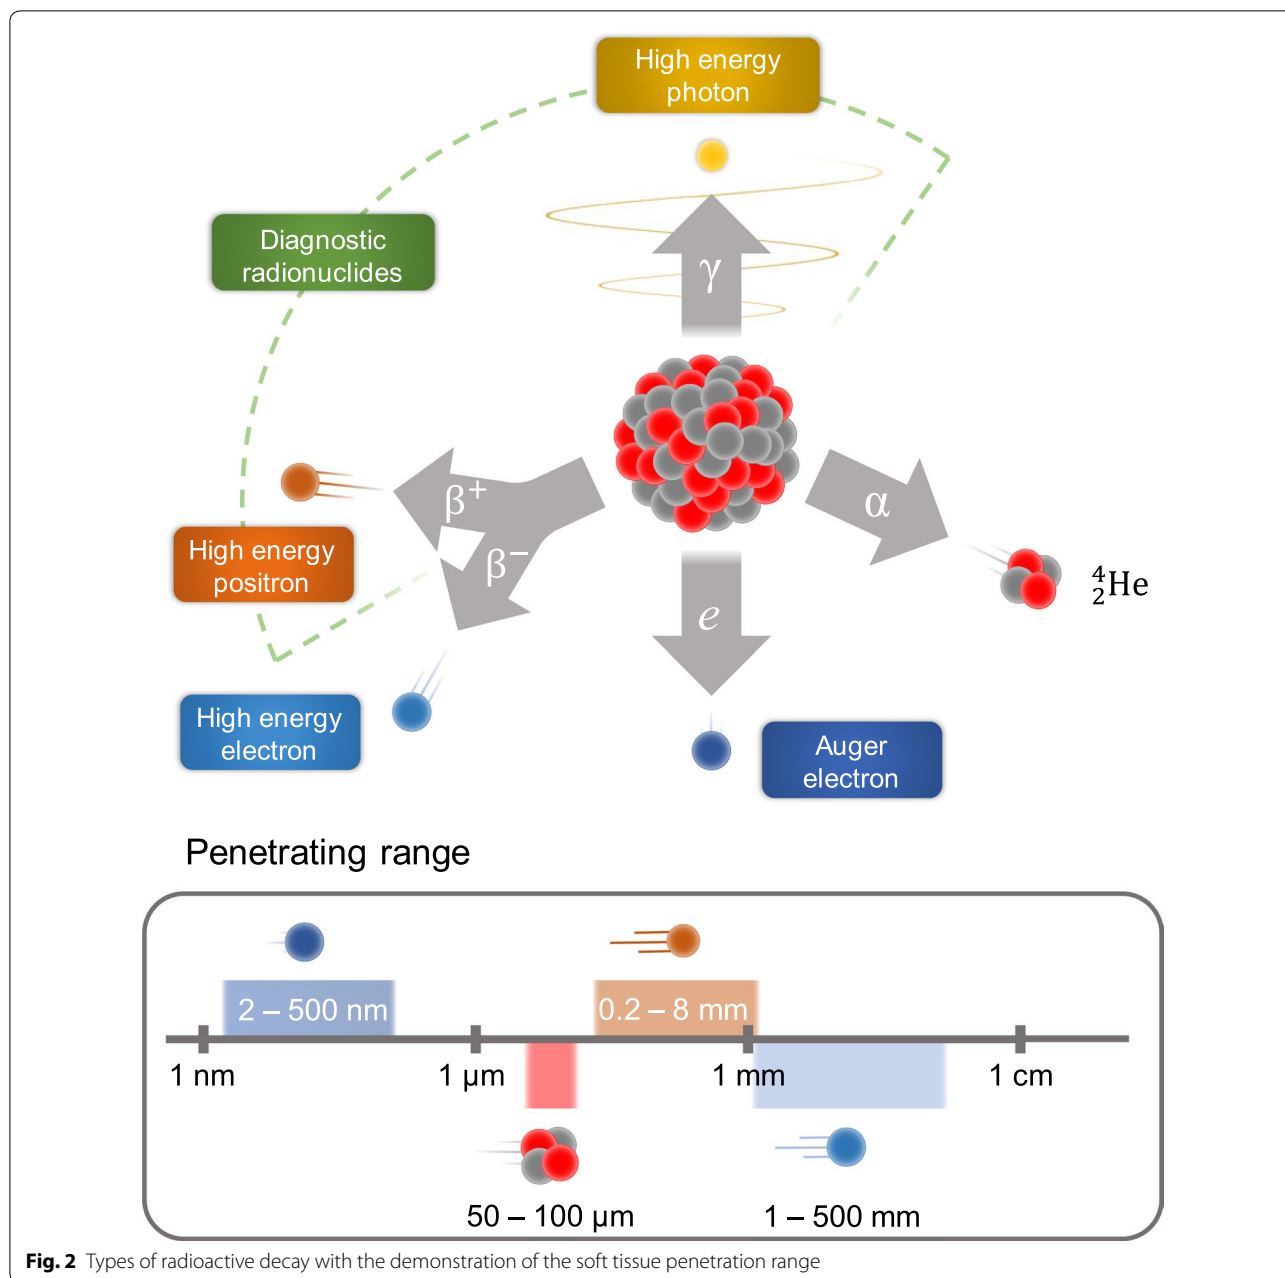 High energy
photon
Diagnostic
radionuclides
γ
β⁺
β⁻
α
e
High energy
positron
⁴₂He
High energy
electron
Auger
electron
Penetrating range
2 – 500 nm
0.2 – 8 mm
1 nm
1 μm
1 mm
1 cm
50 – 100 μm
1 – 500 mm
Fig. 2 Types of radioactive decay with the demonstration of the soft tissue penetration range